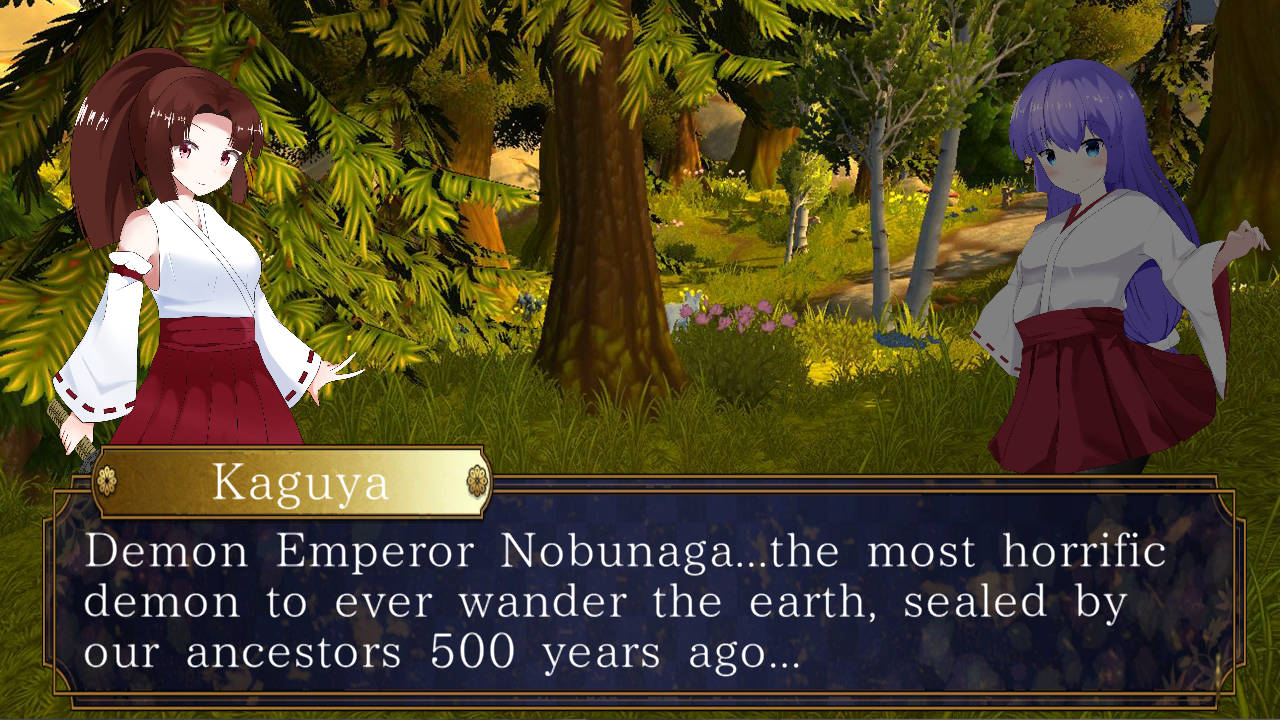 Kaguya
Demon Emperor Nobunaga...the most horrific
demon to ever wander the earth, sealed by
our ancestors 500 years ago...